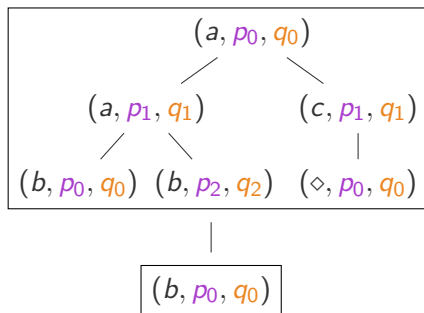 (a, p₀, q₀)
(a, p₁, q₁) (c, p₁, q₁)
(b, p₀, q₀) (b, p₂, q₂) (⋄, p₀, q₀)
(b, p₀, q₀)